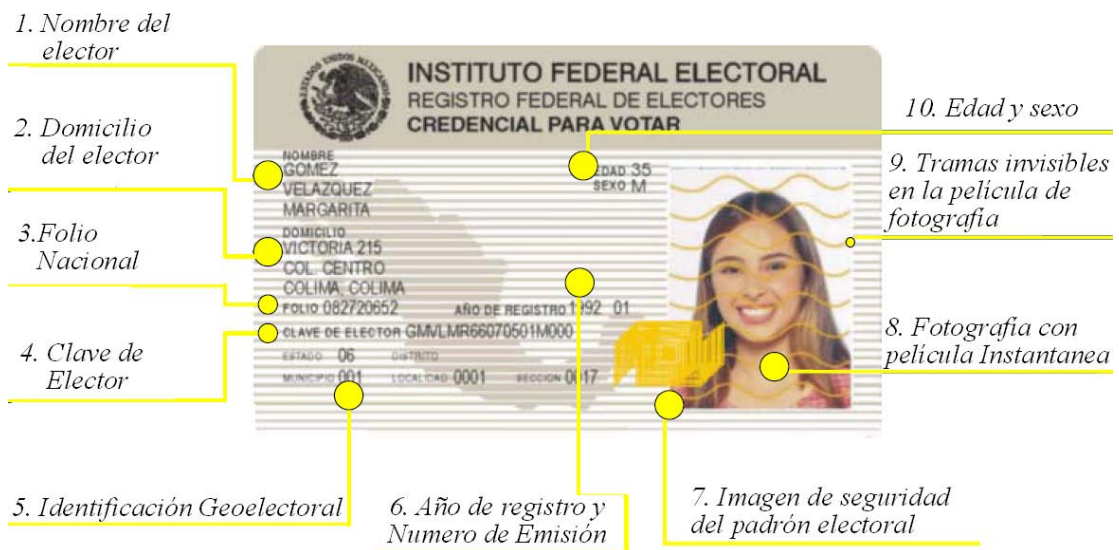 1. Nombre del
elector
2. Domicilio
del elector
3.Folio
Nacional
4. Clave de
Elector
5. Identificación Geoelectoral
ESTADOS UNIDOS MEXICANOS
INSTITUTO FEDERAL ELECTORAL
REGISTRO FEDERAL DE ELECTORES
CREDENCIAL PARA VOTAR
NOMBRE
GOMEZ
VELAZQUEZ
MARGARITA
EDAD 35
SEXO M
DOMICILIO
VICTORIA 215
COL. CENTRO
COLIMA, COLIMA
FOLIO 082720652 AÑO DE REGISTRO 1992 01
CLAVE DE ELECTOR GMVLMR66070501M000
ESTADO 06 DISTRITO
MUNICIPIO 001 LOCALIDAD 0001 SECCION 0017
6. Año de registro y
Numero de Emisión
7. Imagen de seguridad
del padrón electoral
10. Edad y sexo
9. Tramas invisibles
en la película de
fotografía
8. Fotografía con
película Instantanea